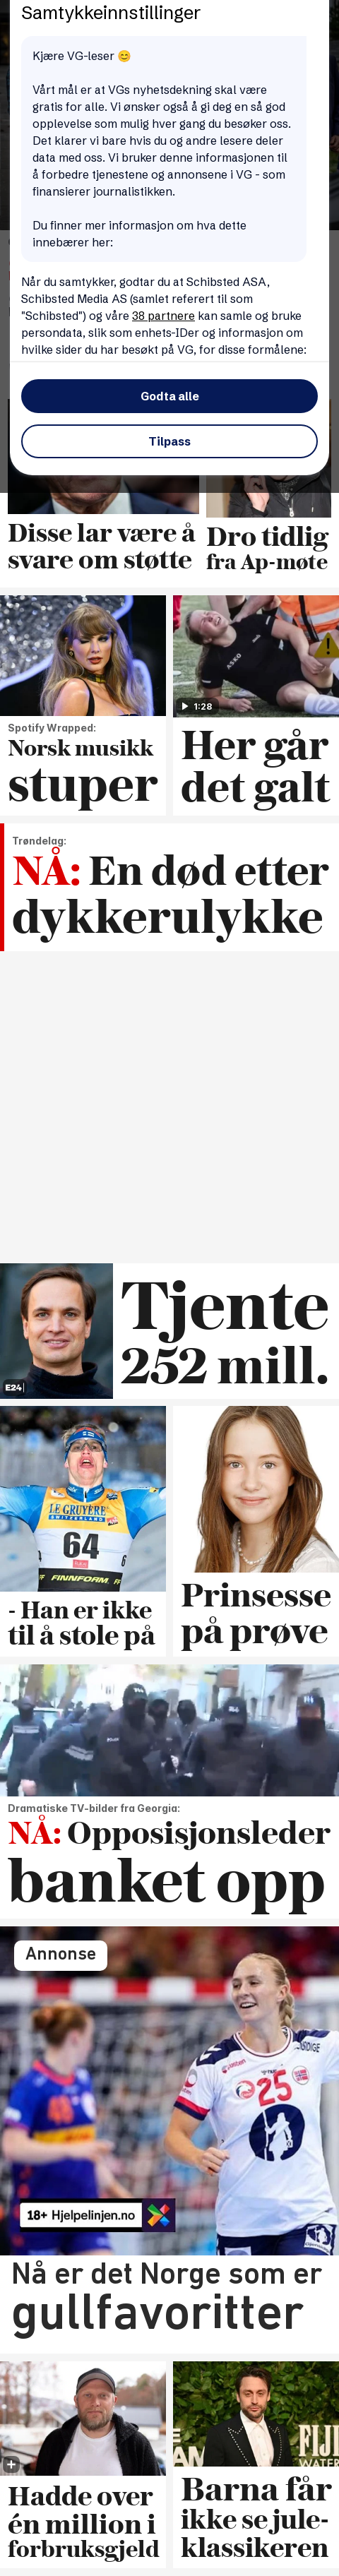 Samtykkeinnstillinger
Kjære VG-leser 😊
Vårt mål er at VGs nyhetsdekning skal være
gratis for alle. Vi ønsker også å gi deg en så god
opplevelse som mulig hver gang du besøker oss.
Det klarer vi bare hvis du og andre lesere deler
data med oss. Vi bruker denne informasjonen til
å forbedre tjenestene og annonsene i VG - som
finansierer journalistikken.
Du finner mer informasjon om hva dette
innebærer her:
Når du samtykker, godtar du at Schibsted ASA,
Schibsted Media AS (samlet referert til som
"Schibsted") og våre 38 partnere kan samle og bruke
persondata, slik som enhets-IDer og informasjon om
hvilke sider du har besøkt på VG, for disse formålene:
Godta alle
Tilpass
Disse lar være å
svare om støtte
Dro tidlig
fra Ap-møte
ASKO
1:28
Spotify Wrapped:
Norsk musikk
stuper
Her går
det galt
Trøndelag:
NÅ: En død etter
dykkerulykke
E24
Tjente
252 mill.
LE GRUYÈRE
SWITZERLAND
64
6
FINNFORM
- Han er ikke
til å stole på
Prinsesse
på prøve
Dramatiske TV-bilder fra Georgia:
NÅ: Opposisjonsleder
banket opp
Annonse
25
18+ Hjelpelinjen.no
Nå er det Norge som er
gullfavoritter
FIJI
WATER
Hadde over
én million i
forbruksgjeld
Barna får
ikke se jule-
klassikeren